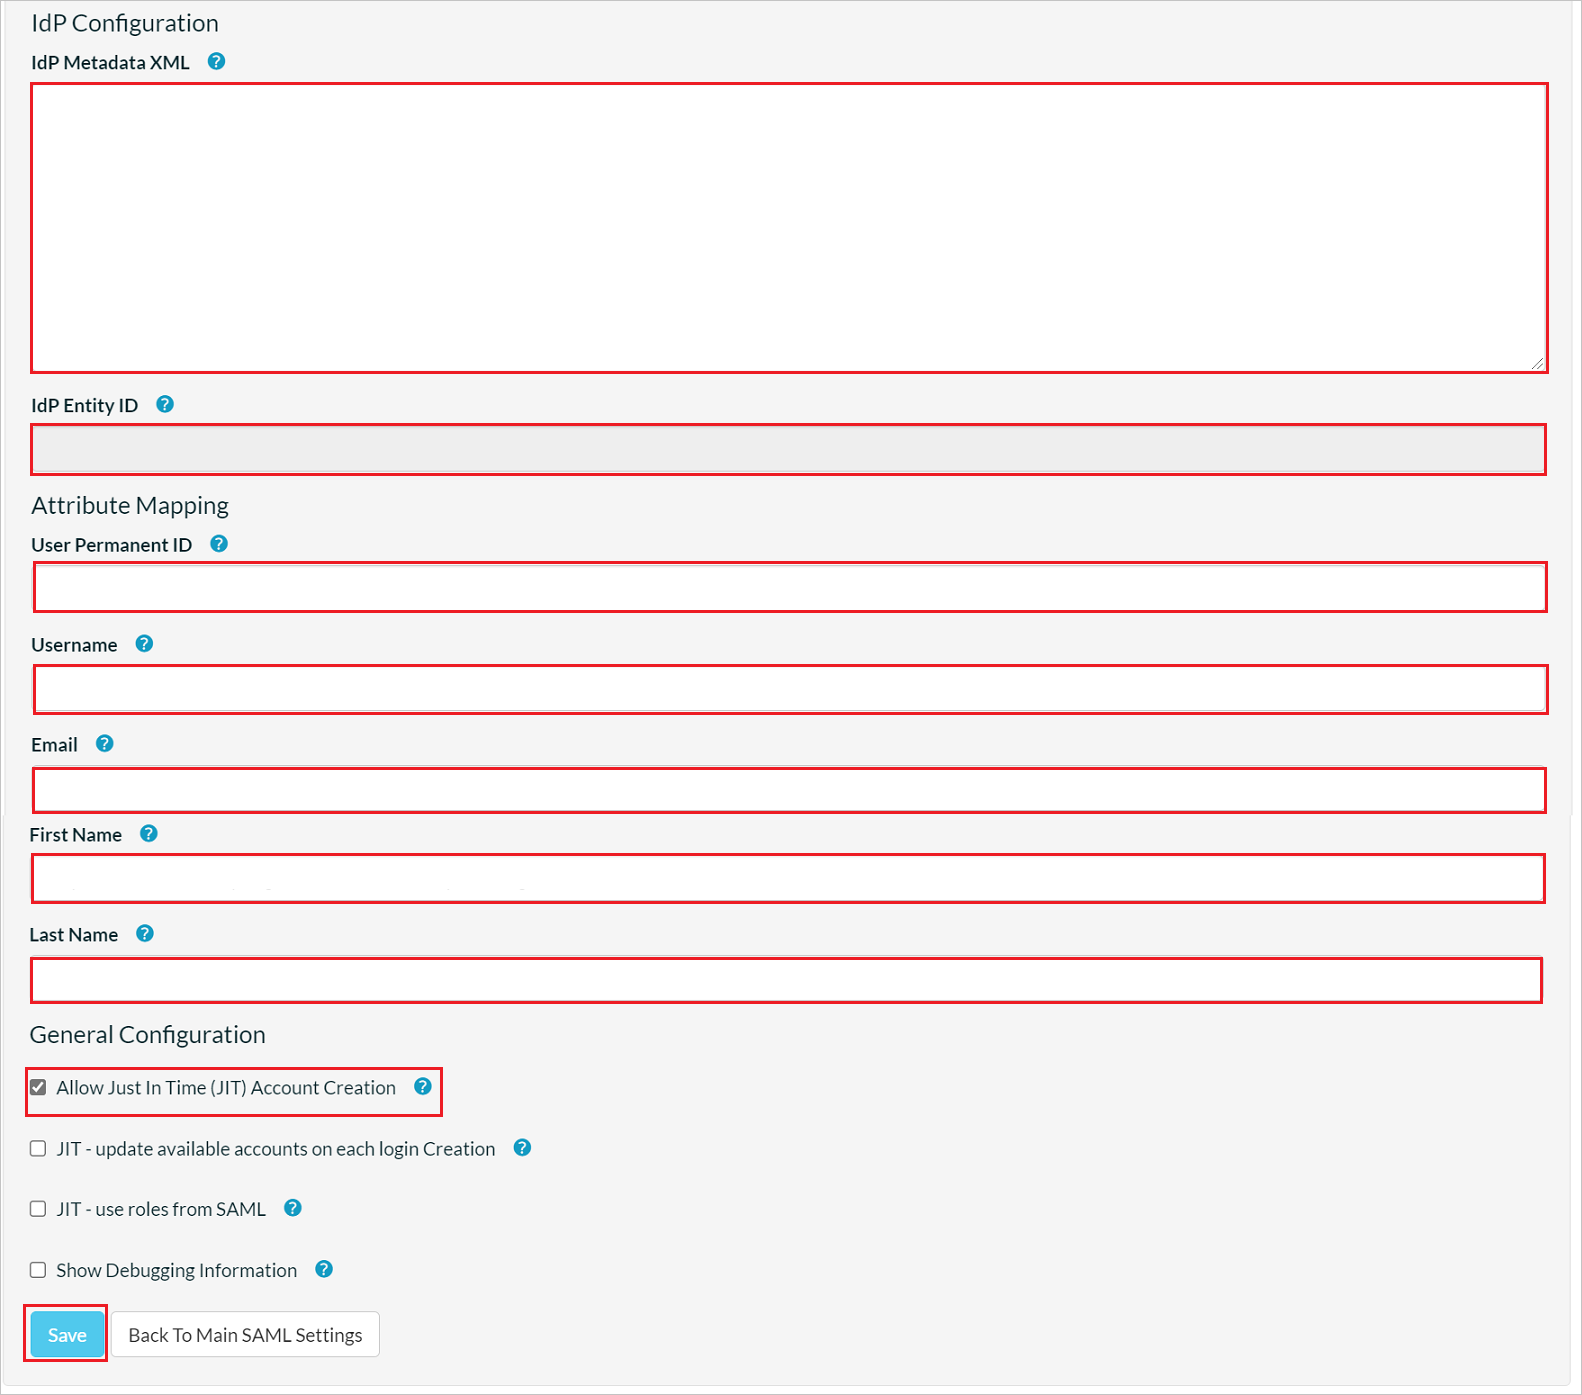 IdP Configuration
IdP Metadata XML ?
IdP Entity ID ?
Attribute Mapping
User Permanent ID ?
Username ?
Email ?
First Name ?
Last Name ?
General Configuration
Allow Just In Time (JIT) Account Creation ?
JIT - update available accounts on each login Creation ?
JIT - use roles from SAML ?
Show Debugging Information ?
Save Back To Main SAML Settings